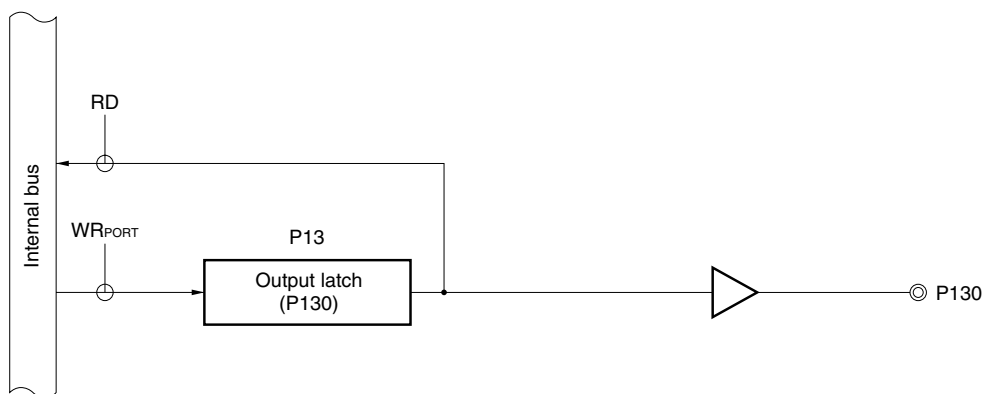 RD
Internal bus
WRPORT
P13
Output latch
(P130)
P130